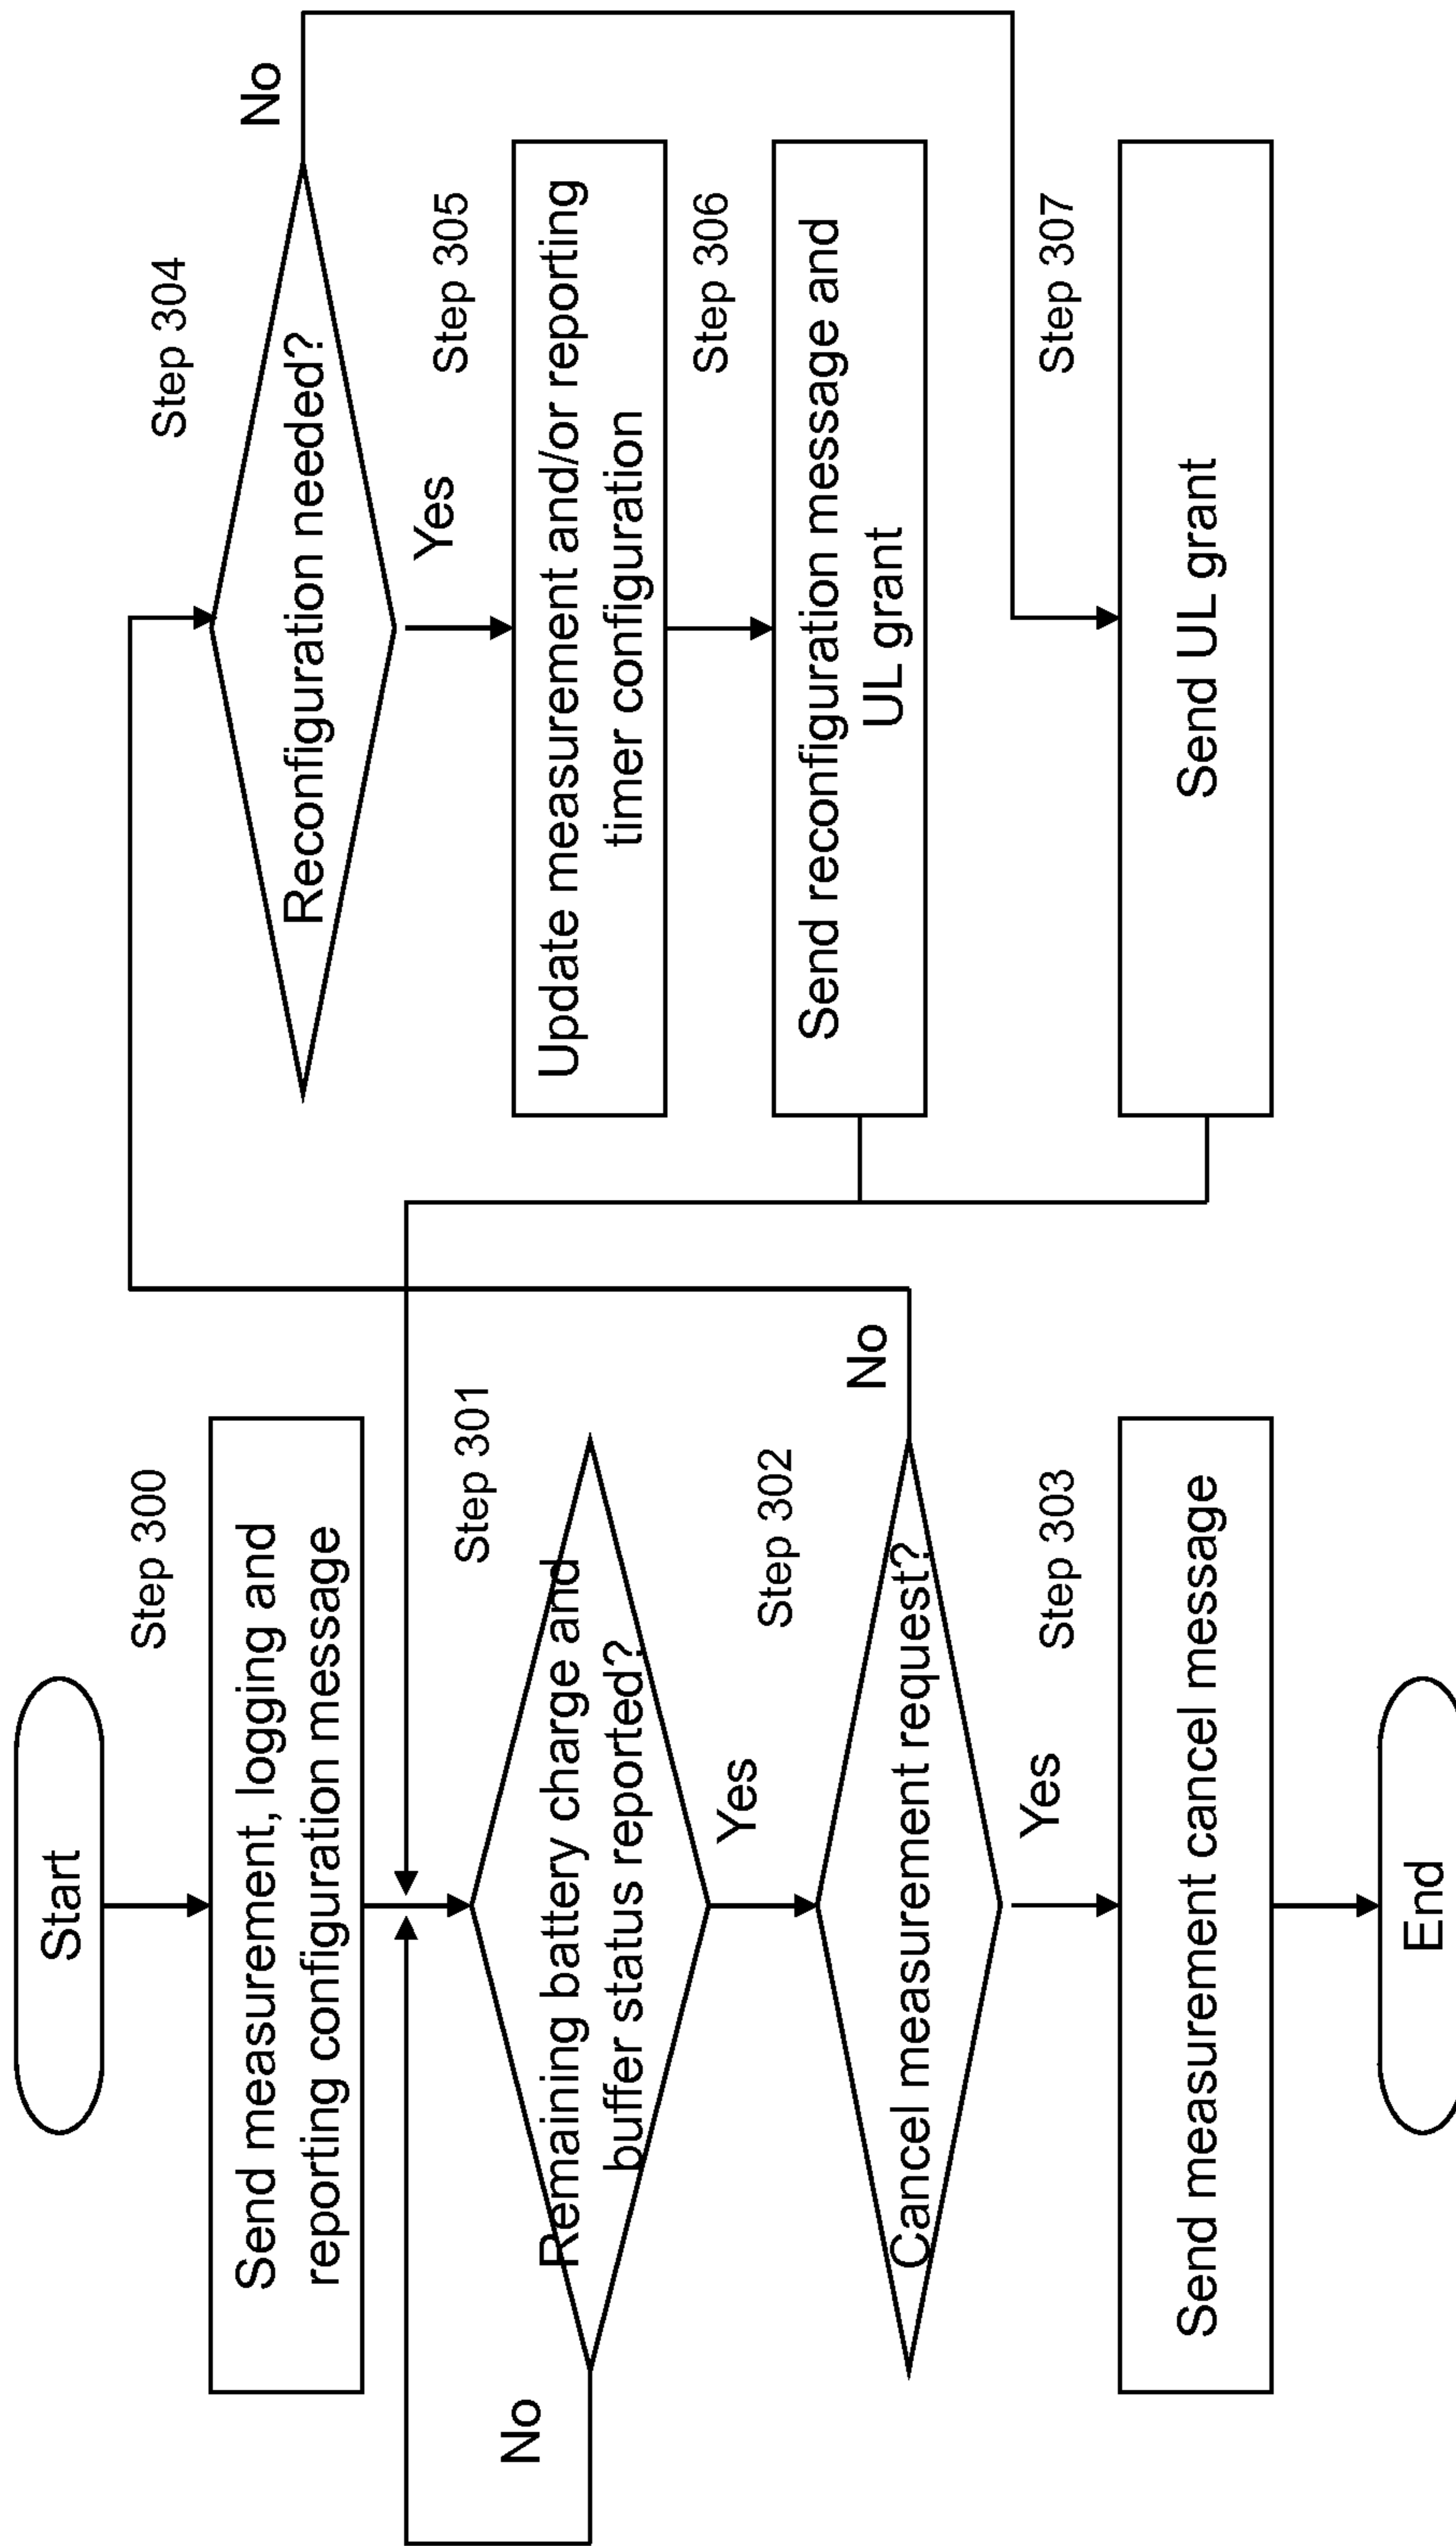 Start
Step 300
Send measurement, logging and
reporting configuration message
Step 301
Remaining battery charge and
buffer status reported?
No
Yes
Step 302
Cancel measurement request?
No
Yes
Step 303
Send measurement cancel message
End
Step 304
Reconfiguration needed?
No
Yes
Step 305
Update measurement and/or reporting
timer configuration
Step 306
Send reconfiguration message and
UL grant
Step 307
Send UL grant